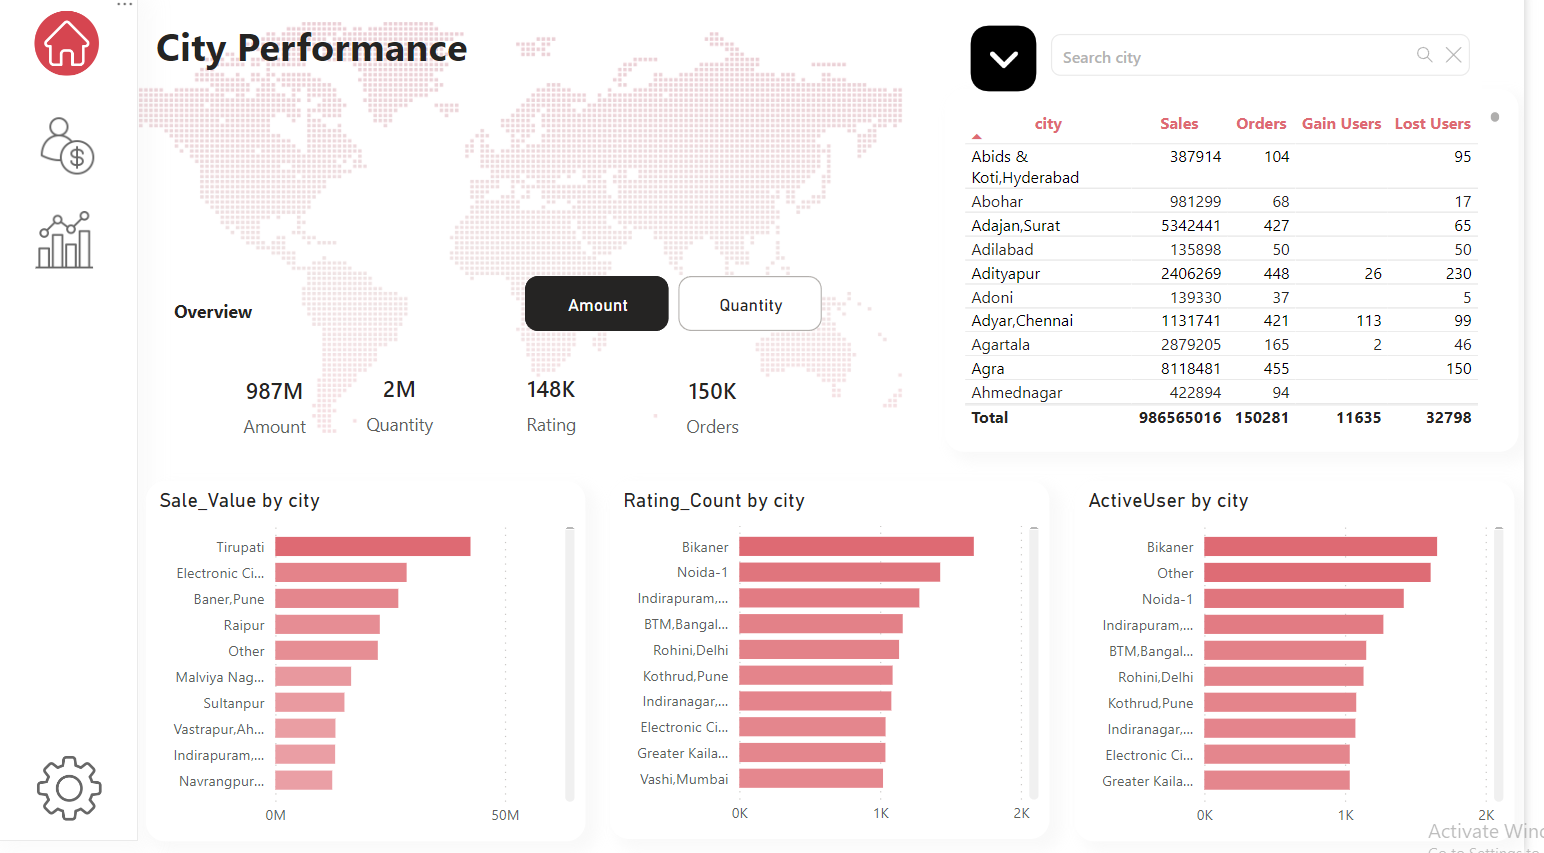 City Performance
Search city
city Sales Orders Gain Users Lost Users
Abids &
Koti,Hyderabad 387914 104 95
Abohar 981299 68 17
Adajan,Surat 5342441 427 65
Adilabad 135898 50 50
Adityapur 2406269 448 26 230
Adoni 139330 37 5
Adyar,Chennai 1131741 421 113 99
Agartala 2879205 165 2 46
Agra 8118481 455 150
Ahmednagar 422894 94
Total 986565016 150281 11635 32798
Amount Quantity
Overview
987M 2M 148K 150K
Amount Quantity Rating Orders
Sale_Value by city
Tirupati
Electronic Ci...
Baner,Pune
Raipur
Other
Malviya Nag...
Sultanpur
Vastrapur,Ah...
Indirapuram,...
Navrangpur...
0M 50M
Rating_Count by city
Bikaner
Noida-1
Indirapuram,...
BTM,Bangal...
Rohini,Delhi
Kothrud,Pune
Indiranagar,...
Electronic Ci...
Greater Kaila...
Vashi,Mumbai
0K 1K 2K
ActiveUser by city
Bikaner
Other
Noida-1
Indirapuram,...
BTM,Bangal...
Rohini,Delhi
Kothrud,Pune
Indiranagar,...
Electronic Ci...
Greater Kaila...
0K 1K 2K
Activate Wind